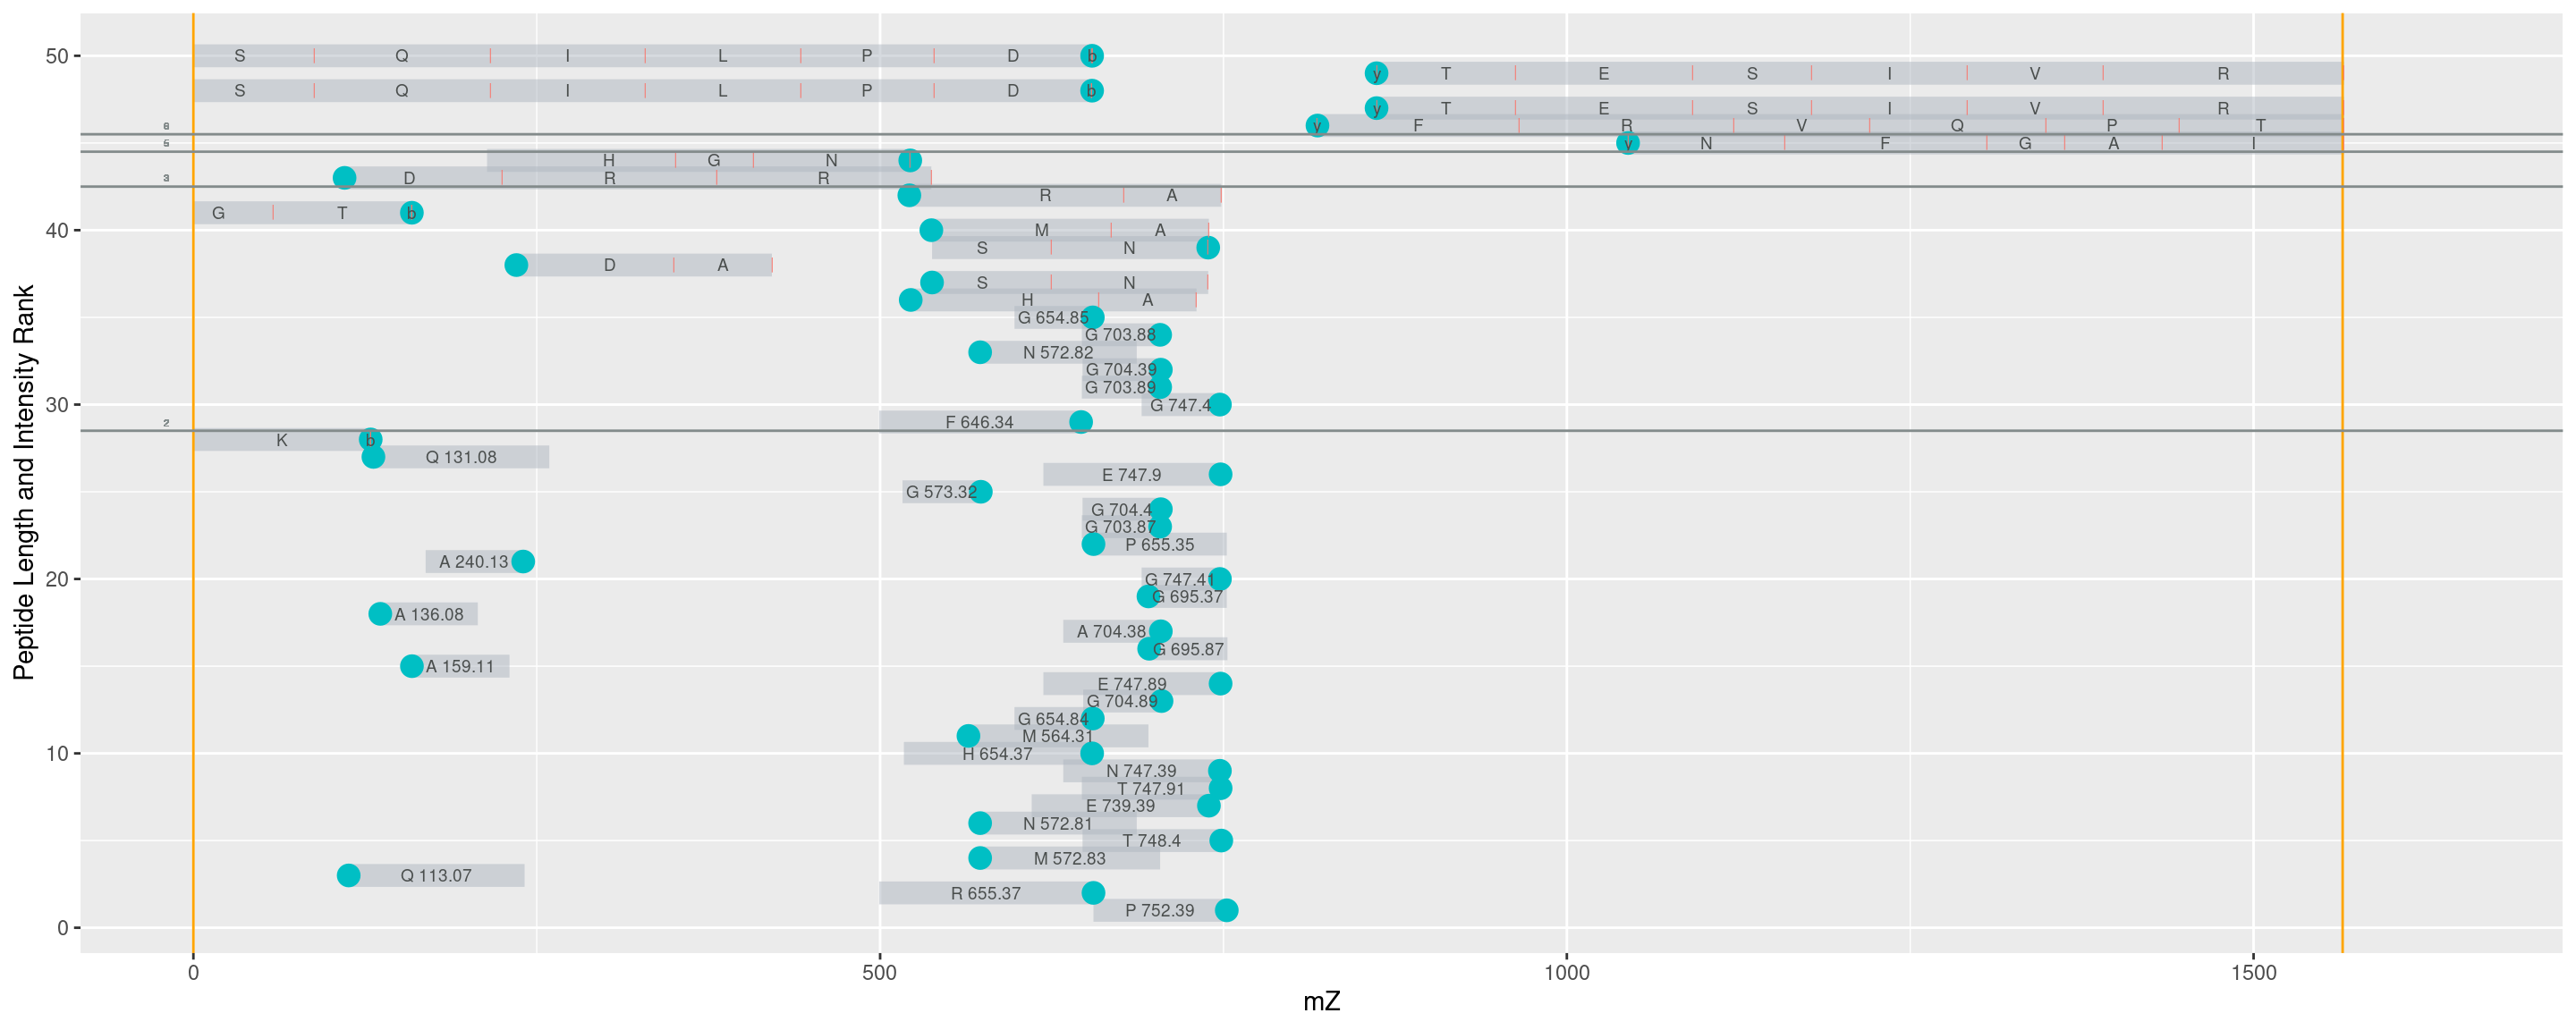 50
S Q I L P D b
y T E S I V R
S Q I L P D b
y T E S I V R
y F R V Q P T
y N F G A I
5
H G N
3
D R R
R A
G T b
40
M A
S N
D A
S N
H A
G 654.85
G 703.88
N 572.82
G 704.39
G 703.89
30
G 747.4
F 646.34
2
K b
Q 131.08
E 747.9
G 573.32
G 704.4
G 703.87
P 655.35
A 240.13
20
G 747.41
G 695.37
A 136.08
A 704.38
G 695.87
A 159.11
E 747.89
G 704.89
G 654.84
M 564.31
10
H 654.37
N 747.39
T 747.91
E 739.39
N 572.81
T 748.4
M 572.83
Q 113.07
R 655.37
P 752.39
0
0 500 1000 1500
mZ
Peptide Length and Intensity Rank